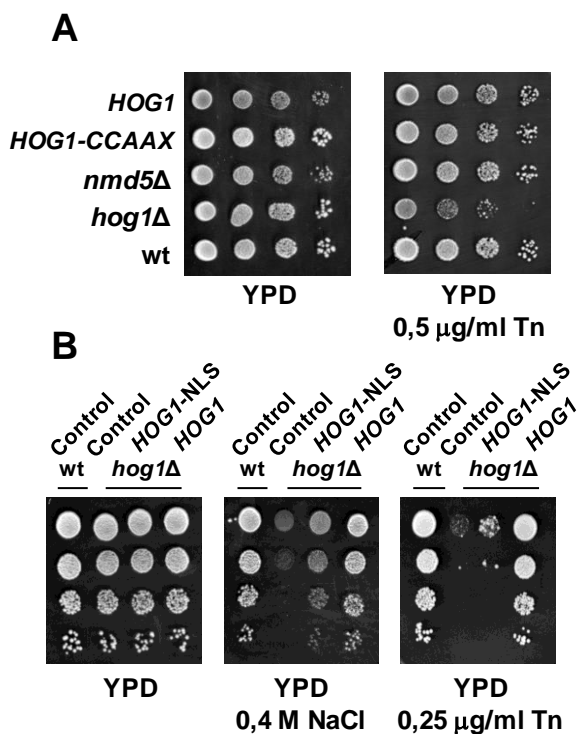 A
HOG1
HOG1-CCAAX
nmd5Δ
hog1Δ
wt
YPD
YPD
0,5 μg/ml Tn
B
Control
Control
HOG1-NLS
HOG1
wt
hog1Δ
Control
Control
HOG1-NLS
HOG1
wt
hog1Δ
Control
Control
HOG1-NLS
HOG1
wt
hog1Δ
YPD
YPD
0,4 M NaCl
YPD
0,25 μg/ml Tn